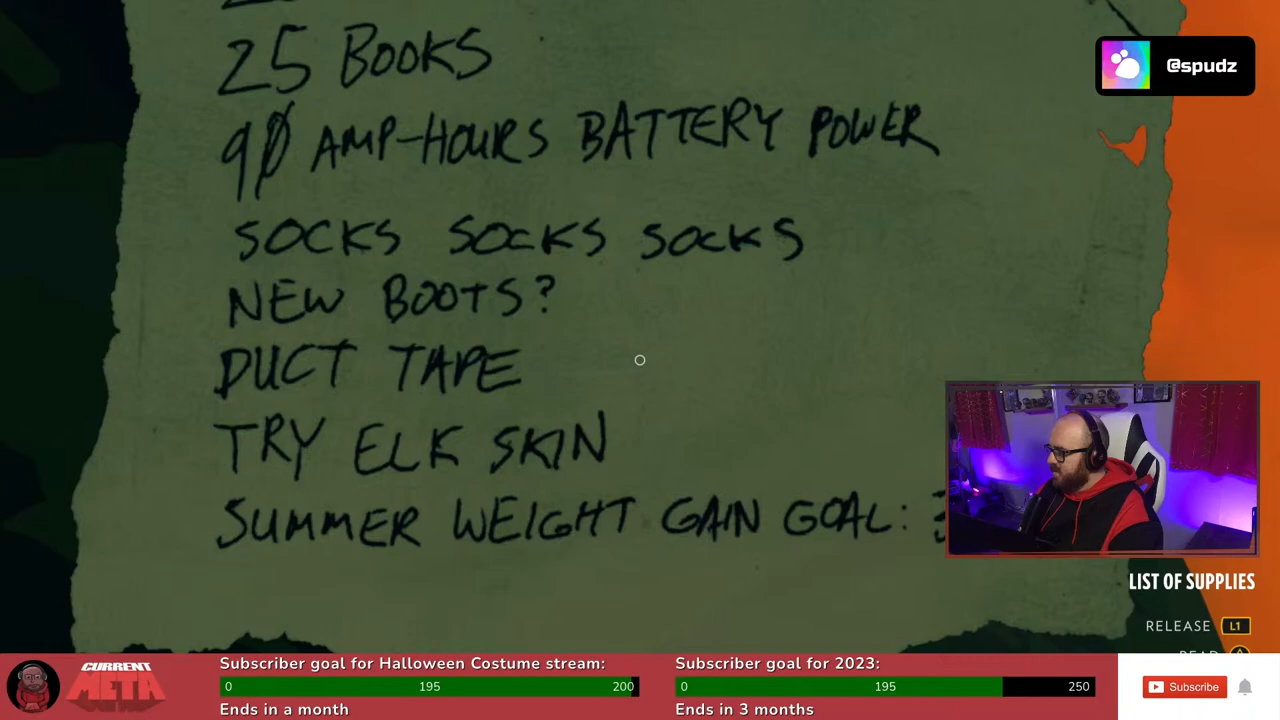 25 BOOKS
@spudz
90 AMP-HOURS BATTERY POWER
SOCKS SOCKS SOCKS
NEW BOOTS?
DUCT TAPE
TRY ELK SKIN
SUMMER WEIGHT GAIN GOAL:
LIST OF SUPPLIES
RELEASE L1
READ
CURRENT
META
Subscriber goal for Halloween Costume stream:
0 195 200
Ends in a month
Subscriber goal for 2023:
0 195 250
Ends in 3 months
Subscribe